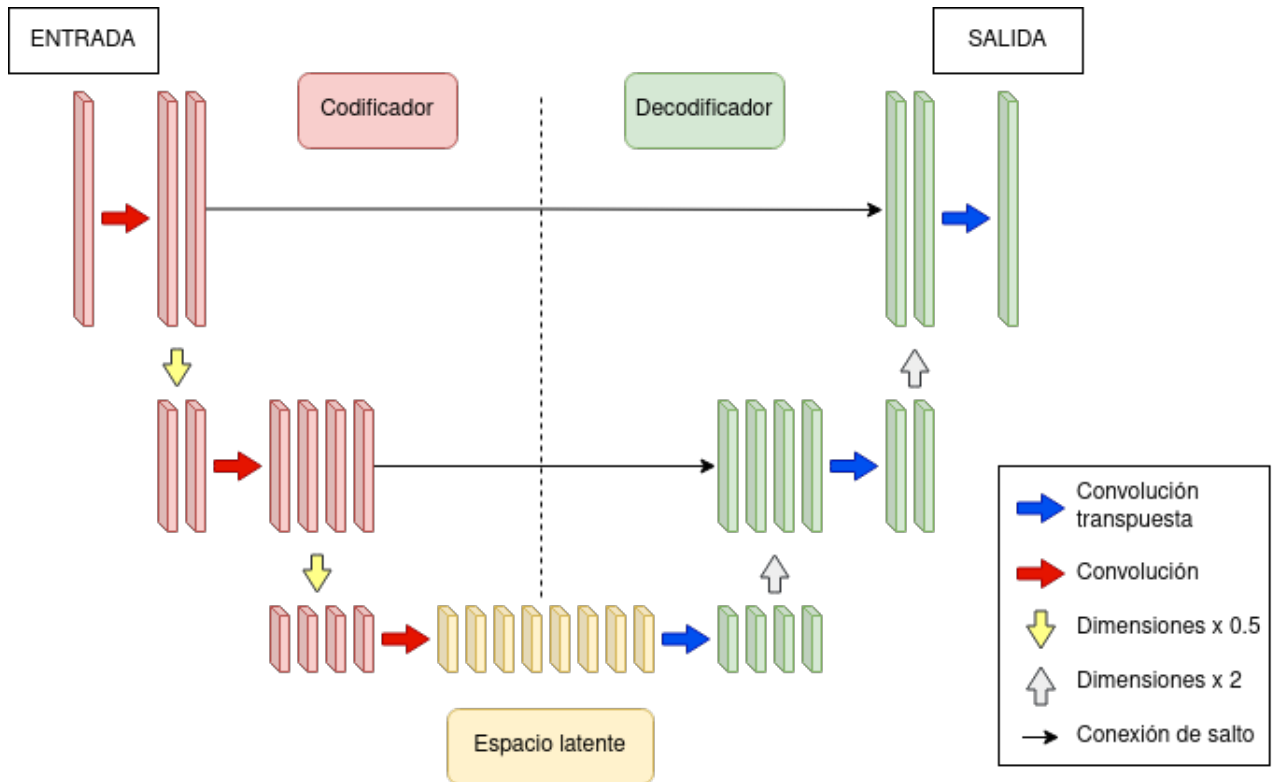 ENTRADA
SALIDA
Codificador
Decodificador
Convolución
transpuesta
Convolución
Dimensiones x 0.5
Dimensiones x 2
Conexión de salto
Espacio latente